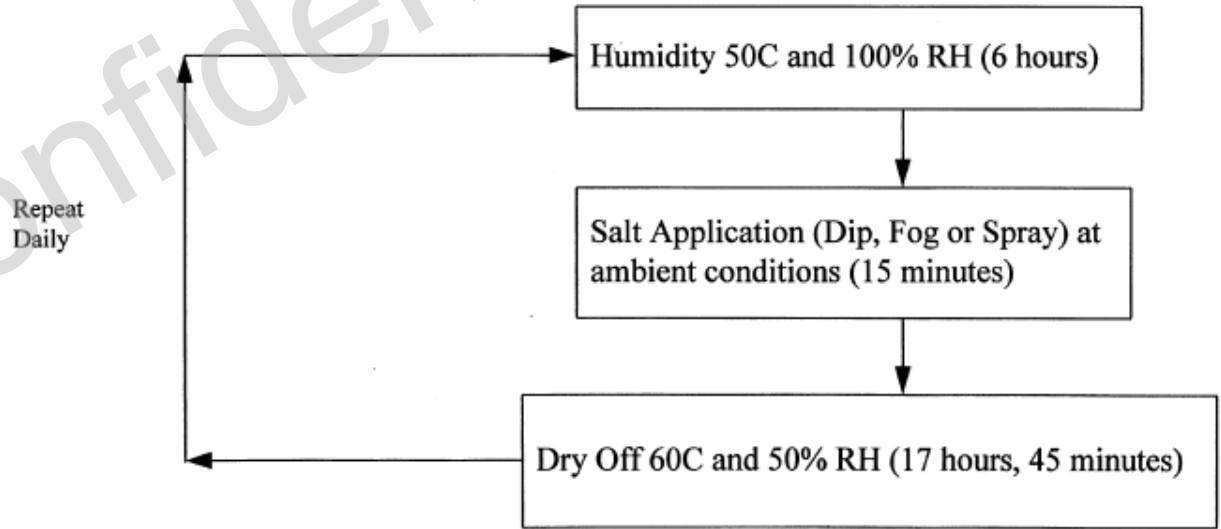 Humidity 50C and 100% RH (6 hours)
Repeat
Daily
Salt Application (Dip, Fog or Spray) at
ambient conditions (15 minutes)
Dry Off 60C and 50% RH (17 hours, 45 minutes)